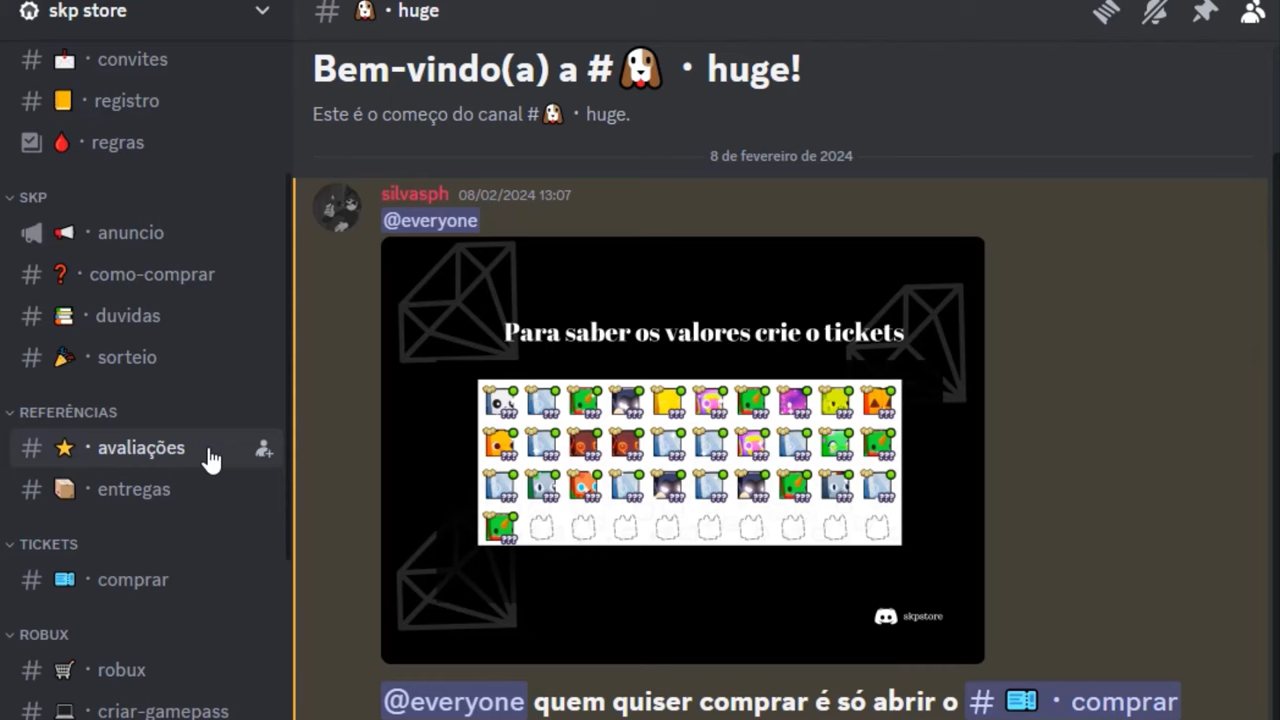 skp store
# 🐶・huge
# 📩・convites
# 📒・registro
🩸・regras
SKP
📢・anuncio
# ❓・como-comprar
# 📚・duvidas
# 🎉・sorteio
REFERÊNCIAS
# ⭐・avaliações
# 📦・entregas
TICKETS
# 🎟️・comprar
ROBUX
# 🛒・robux
# 💻・criar-gamepass
Bem-vindo(a) a #🐶・huge!
Este é o começo do canal #🐶・huge.
8 de fevereiro de 2024
silvasph 08/02/2024 13:07
@everyone
Para saber os valores crie o tickets
skpstore
@everyone quem quiser comprar é só abrir o # 🎟️・comprar